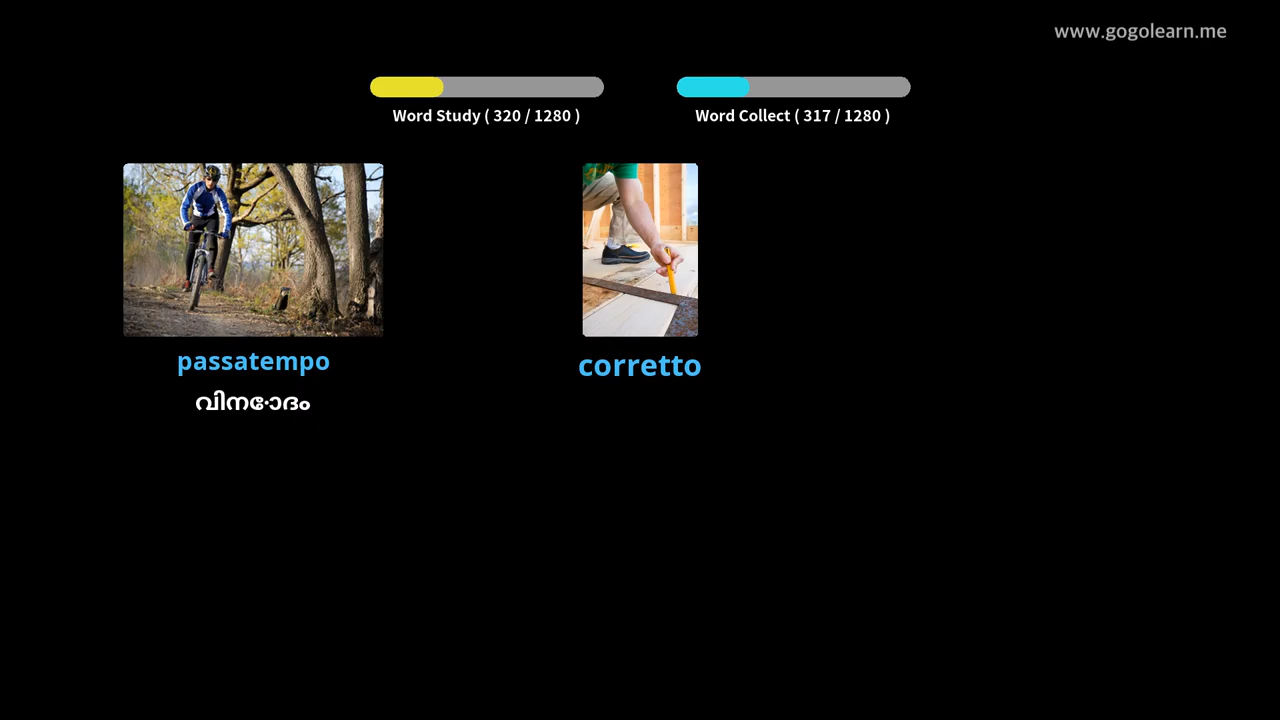 www.gogolearn.me
Word Study ( 320 / 1280 )
Word Collect ( 317 / 1280 )
passatempo
corretto
വിനോദം